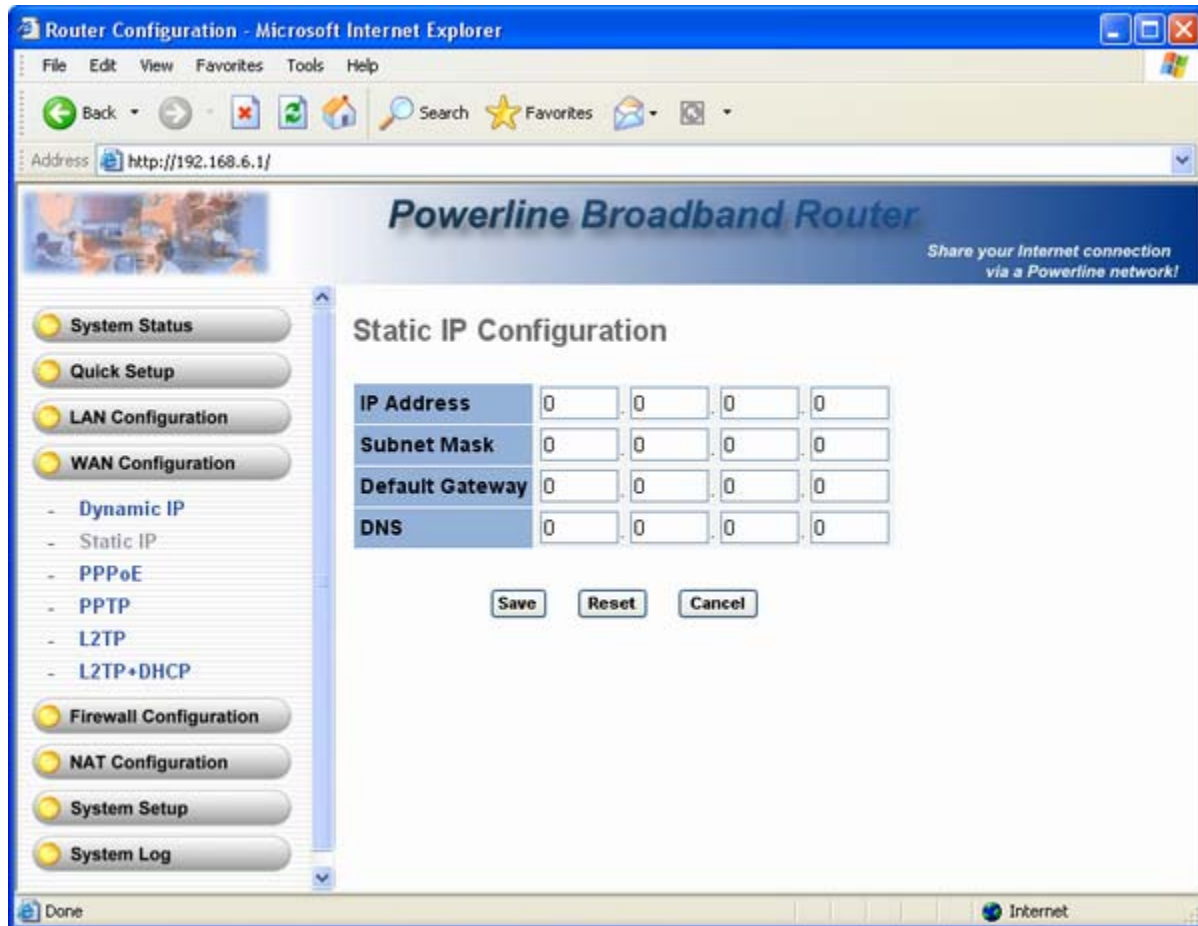 Router Configuration - Microsoft Internet Explorer
File Edit View Favorites Tools Help
Back Search Favorites
Address http://192.168.6.1/
Powerline Broadband Router
Share your Internet connection
via a Powerline network!
System Status
Quick Setup
LAN Configuration
WAN Configuration
- Dynamic IP
- Static IP
- PPPoE
- PPTP
- L2TP
- L2TP+DHCP
Firewall Configuration
NAT Configuration
System Setup
System Log
Static IP Configuration
IP Address 0 . 0 . 0 . 0
Subnet Mask 0 . 0 . 0 . 0
Default Gateway 0 . 0 . 0 . 0
DNS 0 . 0 . 0 . 0
Save Reset Cancel
Done Internet